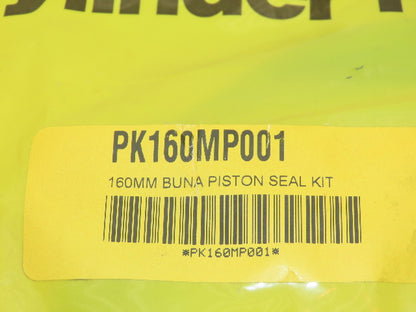 PK160MP001
160MM BUNA PISTON SEAL KIT
*PK160MP001*